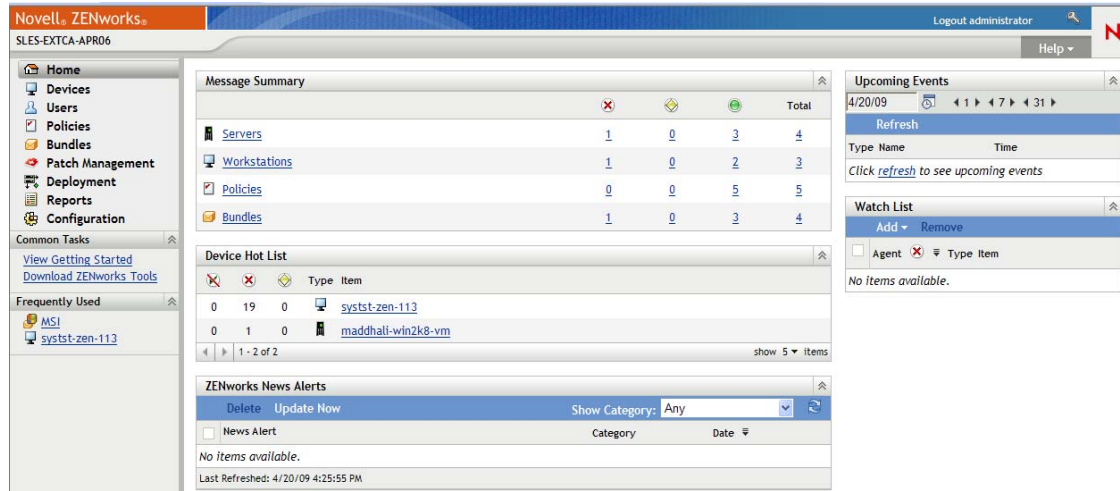 Novell® ZENworks®
Logout administrator
N
SLES-EXTCA-APR06
Help
Home
Devices
Users
Policies
Bundles
Patch Management
Deployment
Reports
Configuration
Common Tasks
View Getting Started
Download ZENworks Tools
Frequently Used
MSI
systst-zen-113
Message Summary
Total
Servers 1 0 3 4
Workstations 1 0 2 3
Policies 0 0 5 5
Bundles 1 0 3 4
Device Hot List
Type Item
0 19 0 systst-zen-113
0 1 0 maddhali-win2k8-vm
1 - 2 of 2 show 5 items
ZENworks News Alerts
Delete Update Now Show Category: Any
News Alert Category Date
No items available.
Last Refreshed: 4/20/09 4:25:55 PM
Upcoming Events
4/20/09 1 7 31
Refresh
Type Name Time
Click refresh to see upcoming events
Watch List
Add Remove
Agent Type Item
No items available.